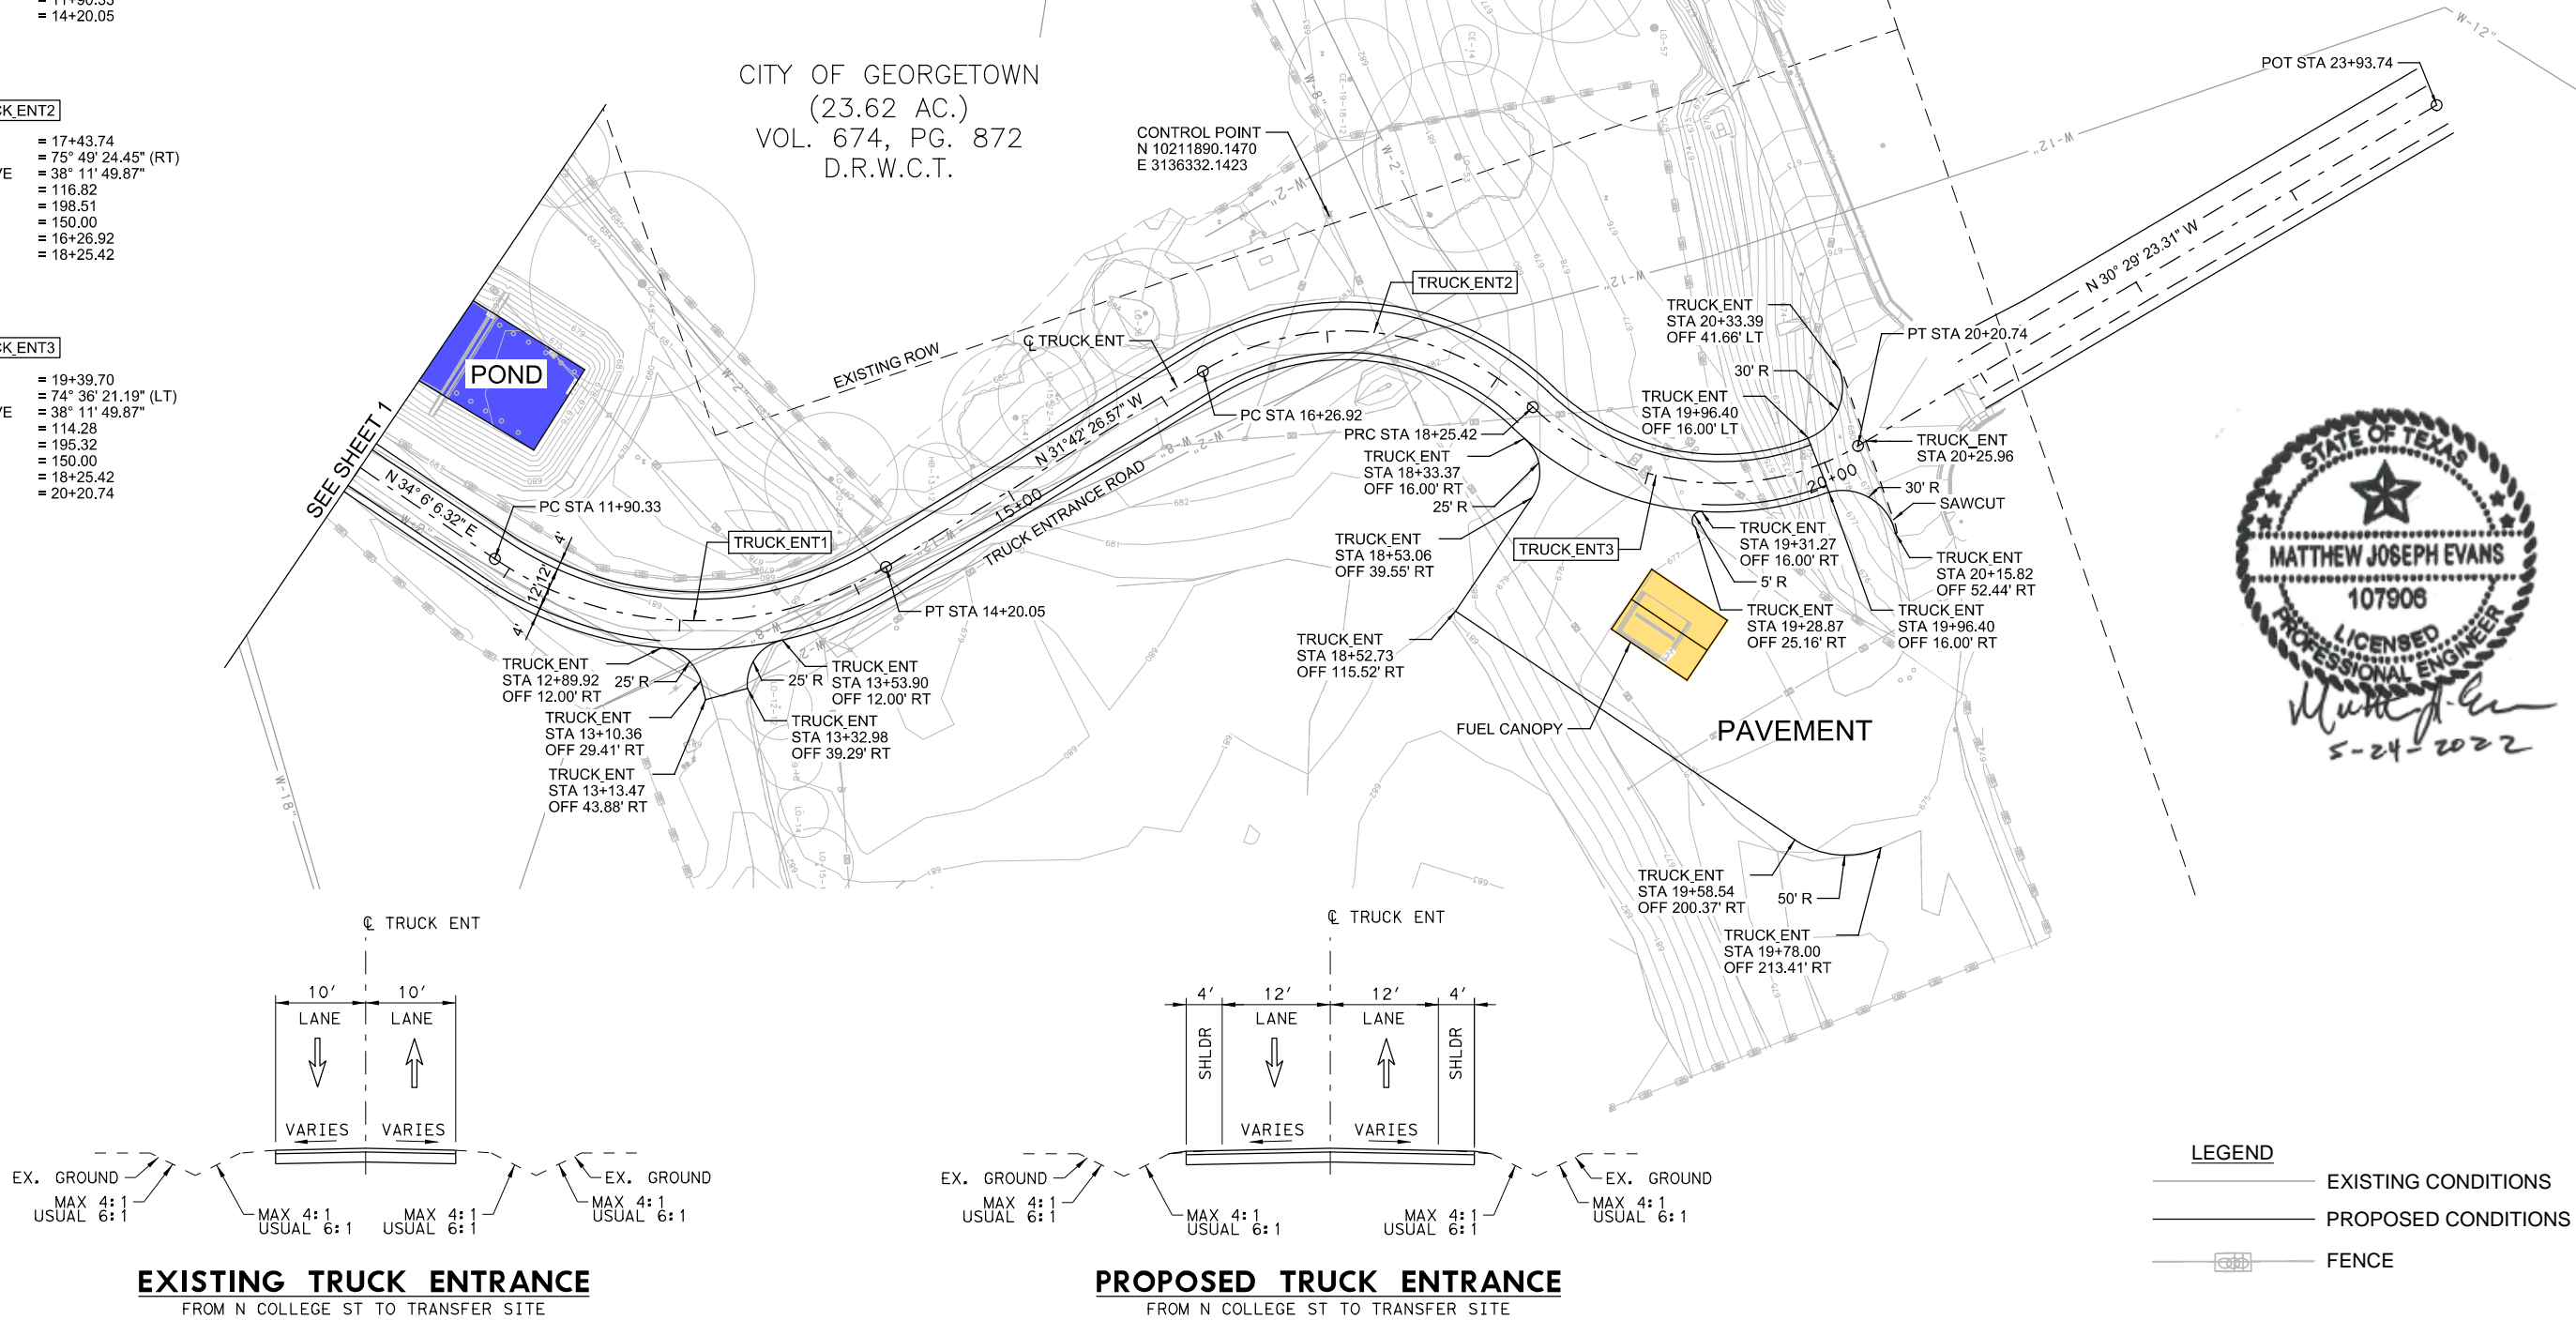 = 11+90.33
= 14+20.05
CK_ENT2
= 17+43.74
= 75° 49' 24.45" (RT)
VE = 38° 11' 49.87"
= 116.82
= 198.51
= 150.00
= 16+26.92
= 18+25.42
CK_ENT3
= 19+39.70
= 74° 36' 21.19" (LT)
VE = 38° 11' 49.87"
= 114.28
= 195.32
= 150.00
= 18+25.42
= 20+20.74
CITY OF GEORGETOWN
(23.62 AC.)
VOL. 674, PG. 872
D.R.W.C.T.
CONTROL POINT
N 10211890.1470
E 3136332.1423
POT STA 23+93.74
N 30° 29' 23.31" W
W-12"
W-12"
W-12"
TRUCK_ENT2
TRUCK_ENT
STA 20+33.39
OFF 41.66' LT
30' R
PT STA 20+20.74
TRUCK_ENT
STA 19+96.40
OFF 16.00' LT
TRUCK_ENT
STA 20+25.96
20+00
30' R
SAWCUT
TRUCK_ENT
STA 20+15.82
OFF 52.44' RT
POND
SEE SHEET 1
EXISTING ROW
℄ TRUCK_ENT
N 34° 6' 6.32" E
PC STA 11+90.33
4'
12'
12'
4'
TRUCK_ENT1
N 31°42' 26.57" W
15+00
TRUCK ENTRANCE ROAD
PC STA 16+26.92
PRC STA 18+25.42
TRUCK_ENT
STA 18+33.37
OFF 16.00' RT
25' R
TRUCK_ENT
STA 18+53.06
OFF 39.55' RT
TRUCK_ENT3
TRUCK_ENT
STA 19+31.27
OFF 16.00' RT
5' R
TRUCK_ENT
STA 19+28.87
OFF 25.16' RT
TRUCK_ENT
STA 19+96.40
OFF 16.00' RT
PT STA 14+20.05
TRUCK_ENT
STA 12+89.92
OFF 12.00' RT
25' R
25' R
TRUCK_ENT
STA 13+53.90
OFF 12.00' RT
TRUCK_ENT
STA 13+10.36
OFF 29.41' RT
TRUCK_ENT
STA 13+32.98
OFF 39.29' RT
TRUCK_ENT
STA 13+13.47
OFF 43.88' RT
TRUCK_ENT
STA 18+52.73
OFF 115.52' RT
FUEL CANOPY
PAVEMENT
TRUCK_ENT
STA 19+58.54
OFF 200.37' RT
50' R
TRUCK_ENT
STA 19+78.00
OFF 213.41' RT
W-18"
STATE OF TEXAS
MATTHEW JOSEPH EVANS
107906
LICENSED
PROFESSIONAL ENGINEER
5-24-2022
℄ TRUCK ENT
10' 10'
LANE LANE
VARIES VARIES
EX. GROUND
MAX 4:1
USUAL 6:1
MAX 4:1
USUAL 6:1
MAX 4:1
USUAL 6:1
EX. GROUND
MAX 4:1
USUAL 6:1
EXISTING TRUCK ENTRANCE
FROM N COLLEGE ST TO TRANSFER SITE
℄ TRUCK ENT
4' 12' 12' 4'
SHLDR LANE LANE SHLDR
VARIES VARIES
EX. GROUND
MAX 4:1
USUAL 6:1
MAX 4:1
USUAL 6:1
MAX 4:1
USUAL 6:1
EX. GROUND
MAX 4:1
USUAL 6:1
PROPOSED TRUCK ENTRANCE
FROM N COLLEGE ST TO TRANSFER SITE
LEGEND
EXISTING CONDITIONS
PROPOSED CONDITIONS
FENCE